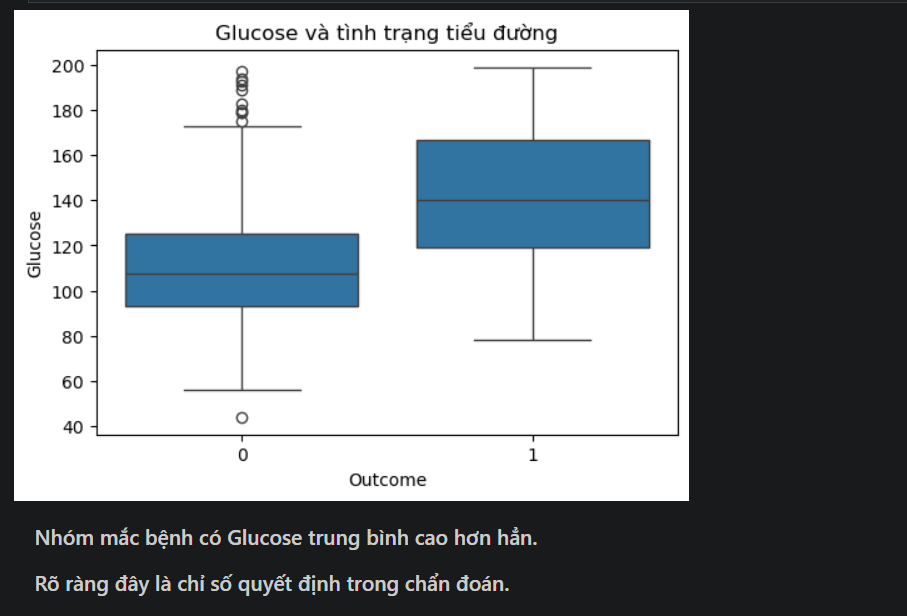 Glucose và tình trạng tiểu đường
200
180
160
140
120
100
80
60
40
Glucose
0 1
Outcome
Nhóm mắc bệnh có Glucose trung bình cao hơn hẳn.
Rõ ràng đây là chỉ số quyết định trong chẩn đoán.